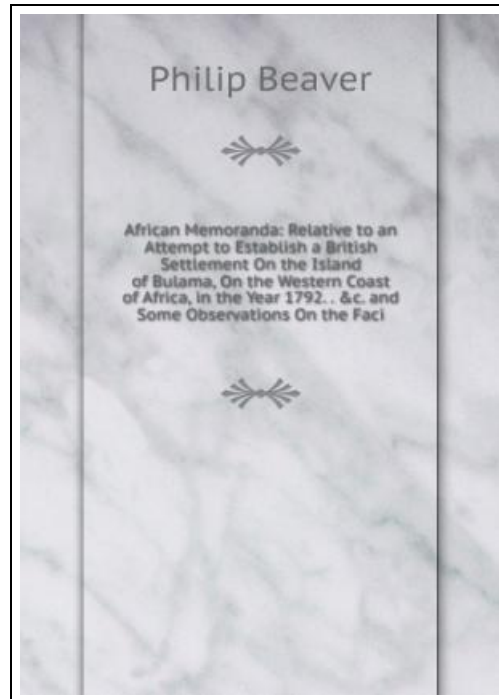 Philip Beaver
African Memoranda: Relative to an
Attempt to Establish a British
Settlement On the Island
of Bulama, On the Western Coast
of Africa, in the Year 1792. . &c. and
Some Observations On the Faci